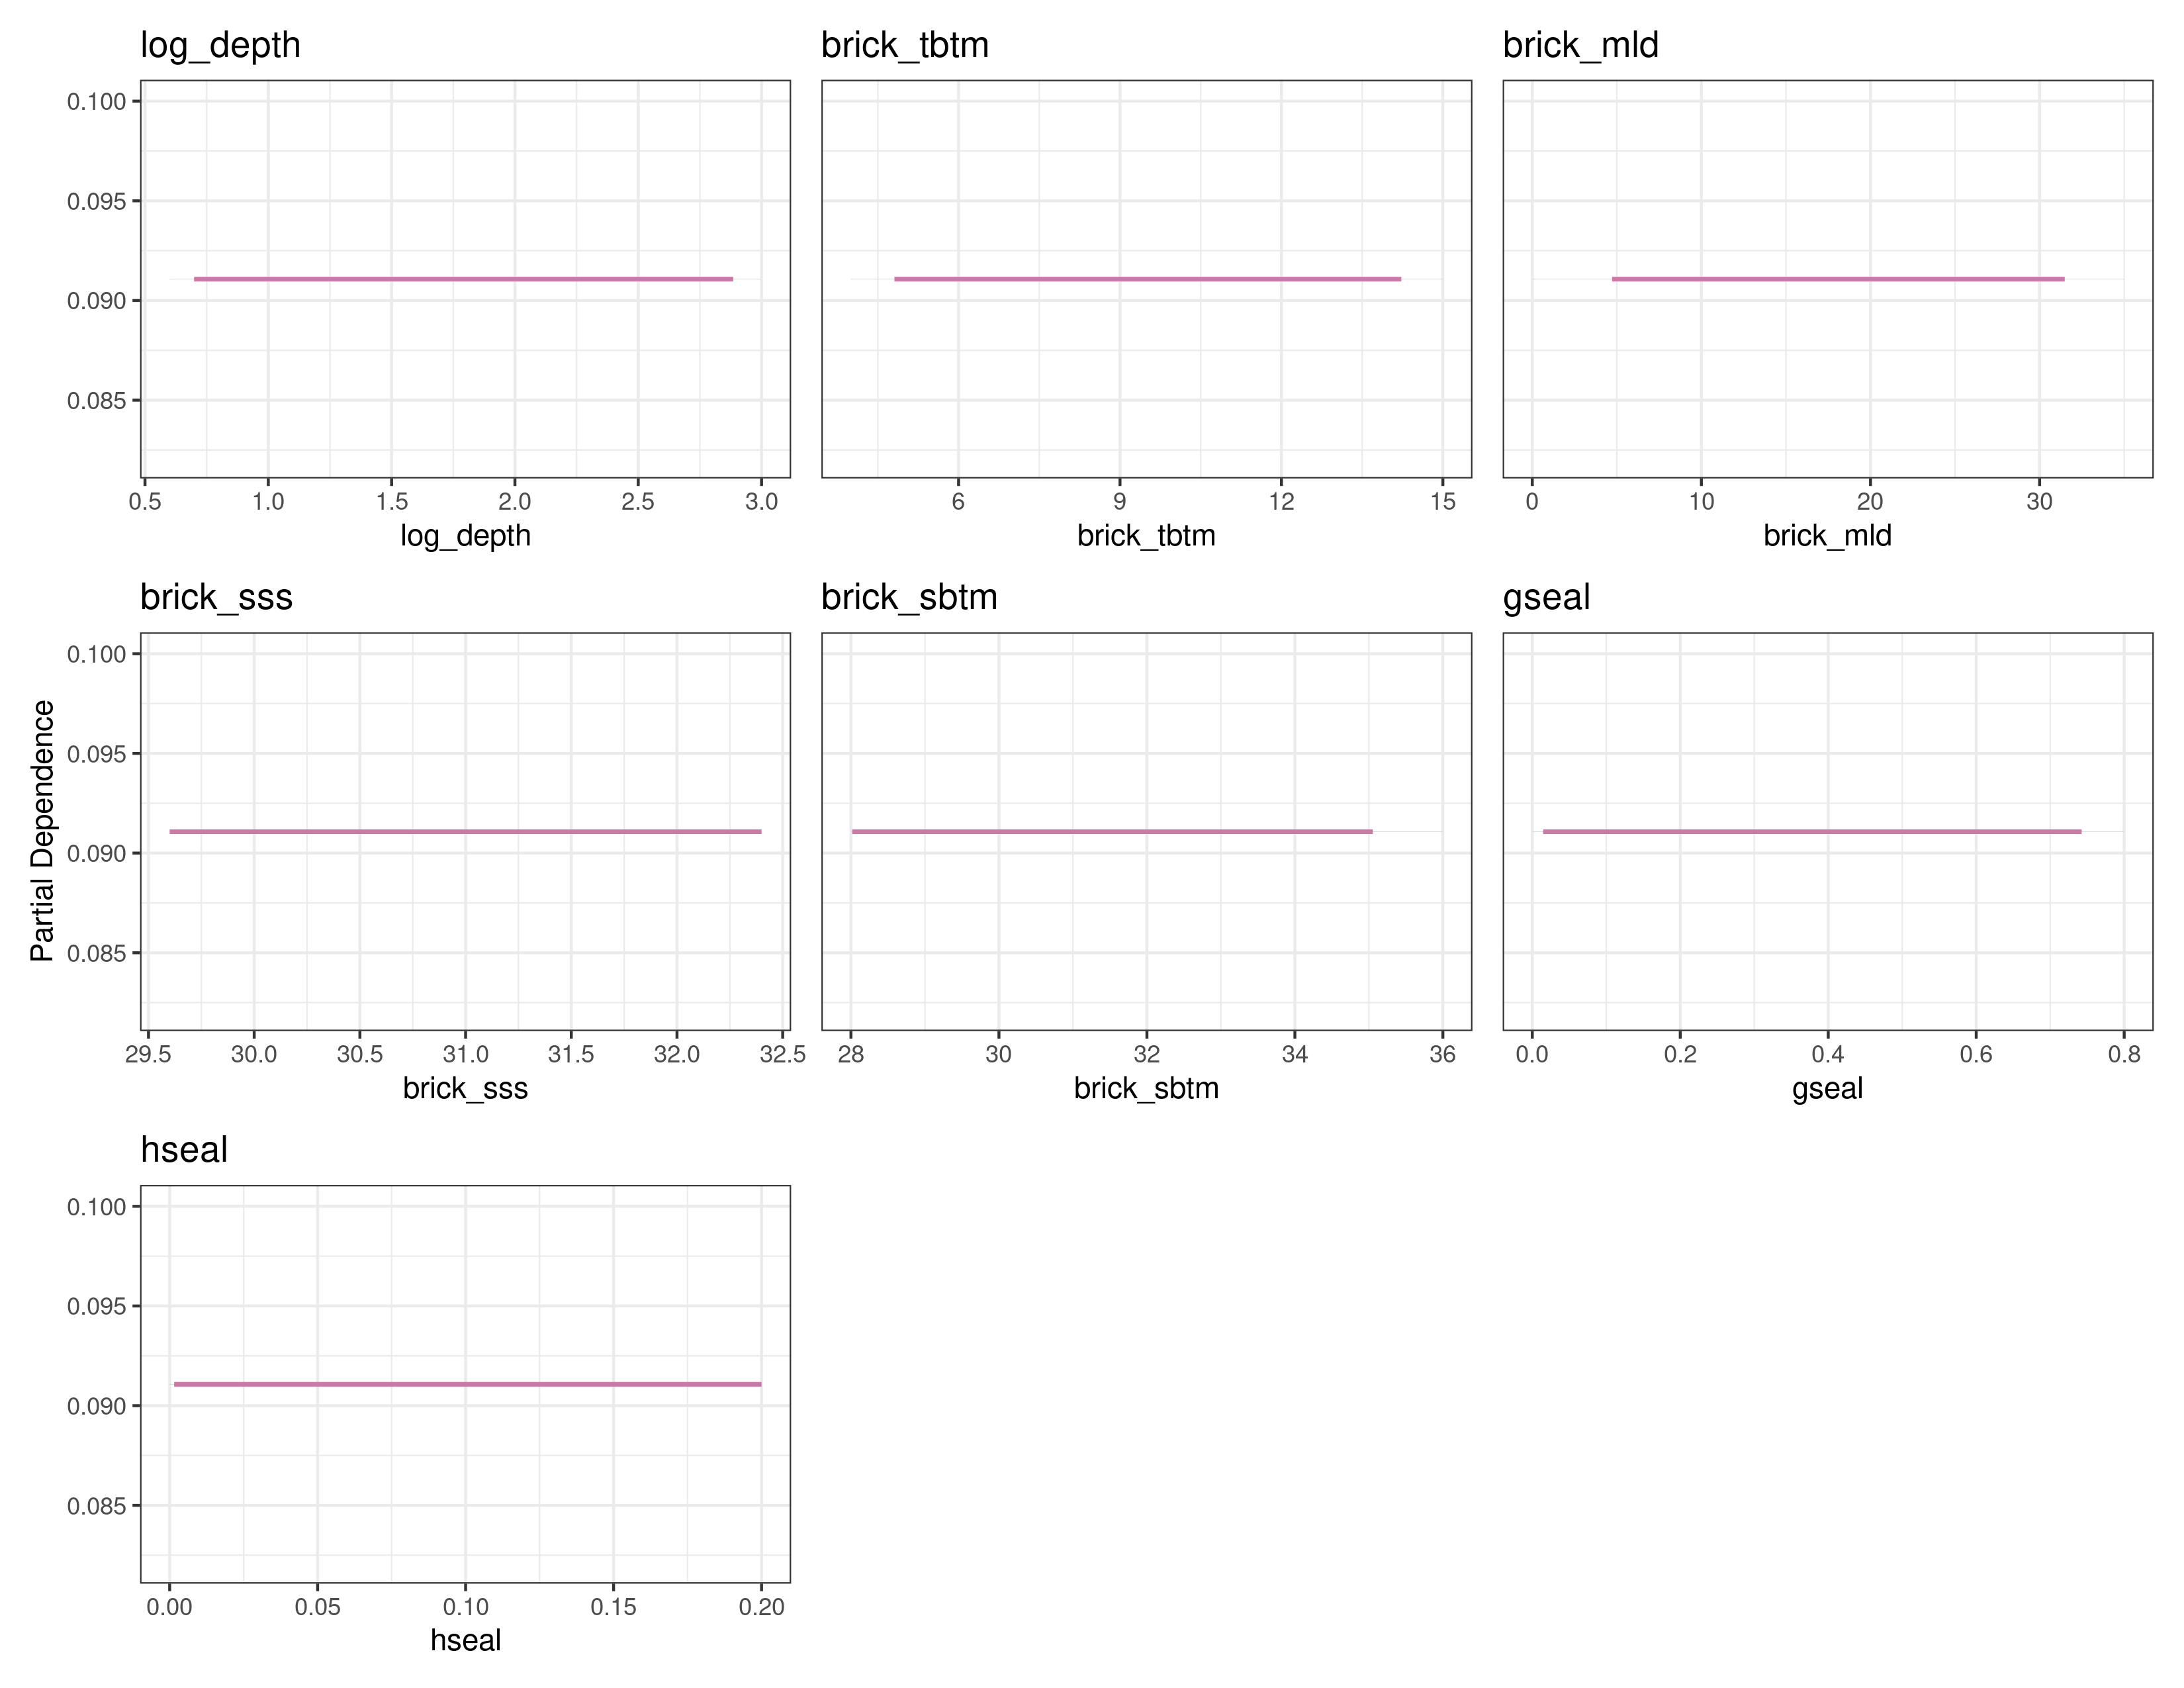 log_depth brick_tbtm brick_mld
0.100
0.095
0.090
0.085
0.5 1.0 1.5 2.0 2.5 3.0 6 9 12 15 0 10 20 30
log_depth brick_tbtm brick_mld
brick_sss brick_sbtm gseal
Partial Dependence
0.100
0.095
0.090
0.085
29.5 30.0 30.5 31.0 31.5 32.0 32.5 28 30 32 34 36 0.0 0.2 0.4 0.6 0.8
brick_sss brick_sbtm gseal
hseal
0.100
0.095
0.090
0.085
0.00 0.05 0.10 0.15 0.20
hseal